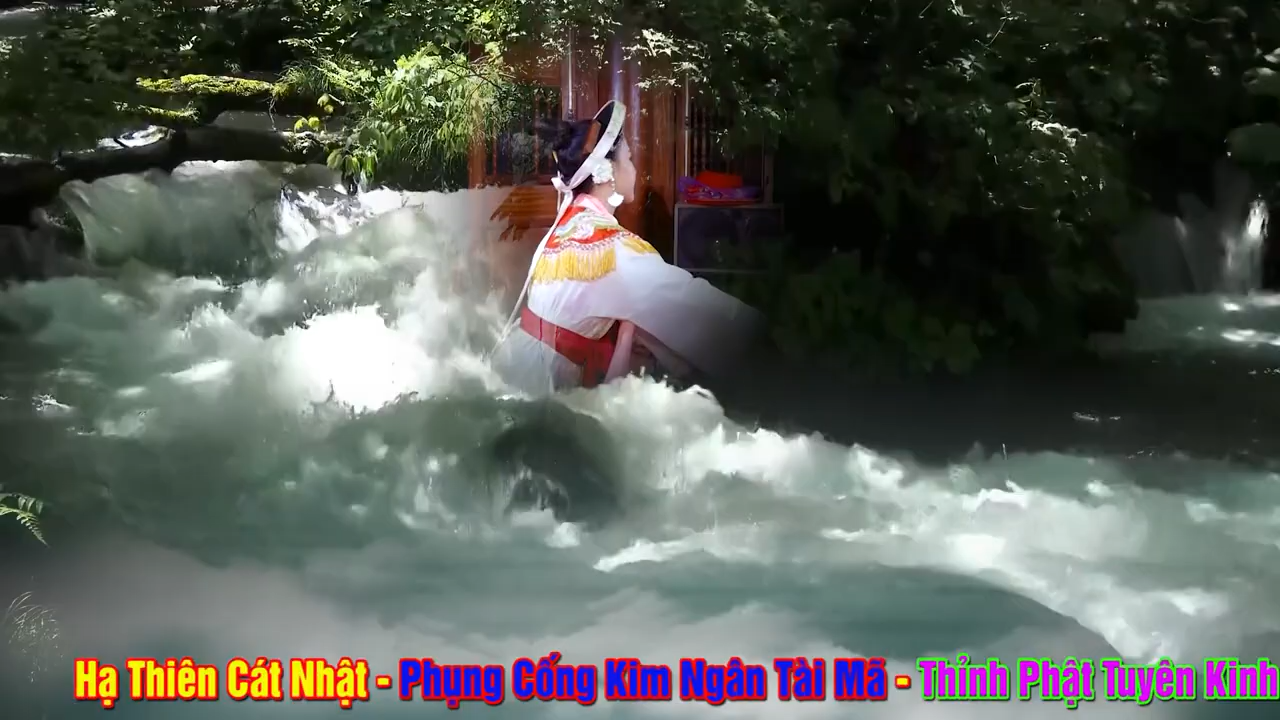 Hạ Thiên Cát Nhật - Phụng Cống Kim Ngân Tài Mã - Thỉnh Phật Tuyên Kinh